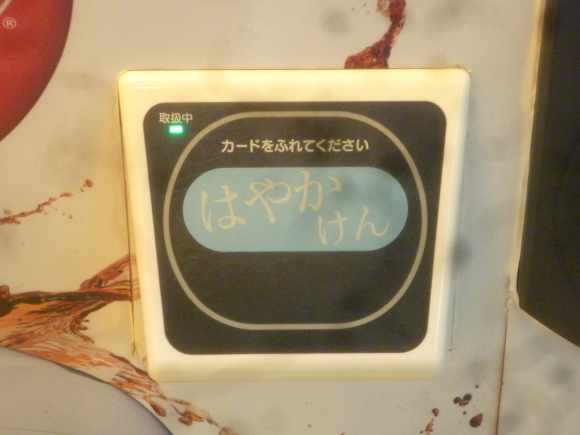 ®
取扱中
カードをふれてください
はやか
けん